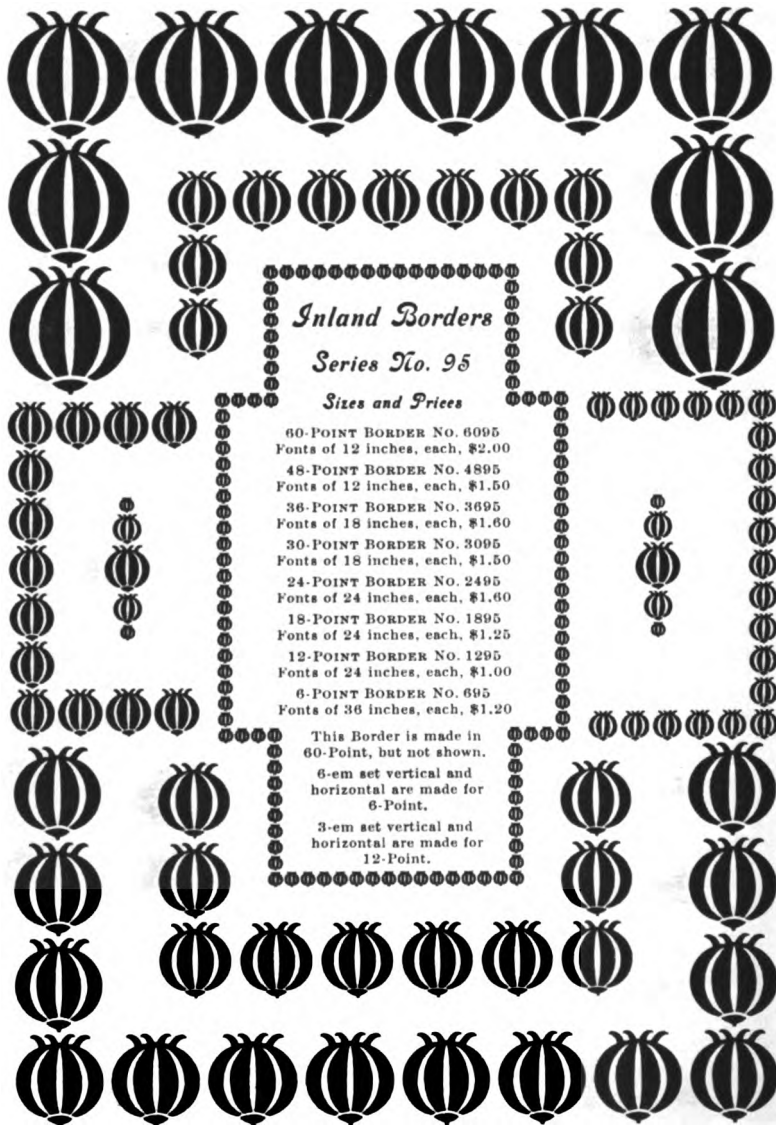 Inland Borders
Series No. 95
Sizes and Prices
60-Point Border No. 6095
Fonts of 12 inches, each, $2.00
48-Point Border No. 4895
Fonts of 12 inches, each, $1.50
36-Point Border No. 3695
Fonts of 18 inches, each, $1.60
30-Point Border No. 3095
Fonts of 18 inches, each, $1.50
24-Point Border No. 2495
Fonts of 24 inches, each, $1.60
18-Point Border No. 1895
Fonts of 24 inches, each, $1.25
12-Point Border No. 1295
Fonts of 24 inches, each, $1.00
6-Point Border No. 695
Fonts of 36 inches, each, $1.20
This Border is made in
60-Point, but not shown.
6-em set vertical and
horizontal are made for
6-Point.
3-em set vertical and
horizontal are made for
12-Point.